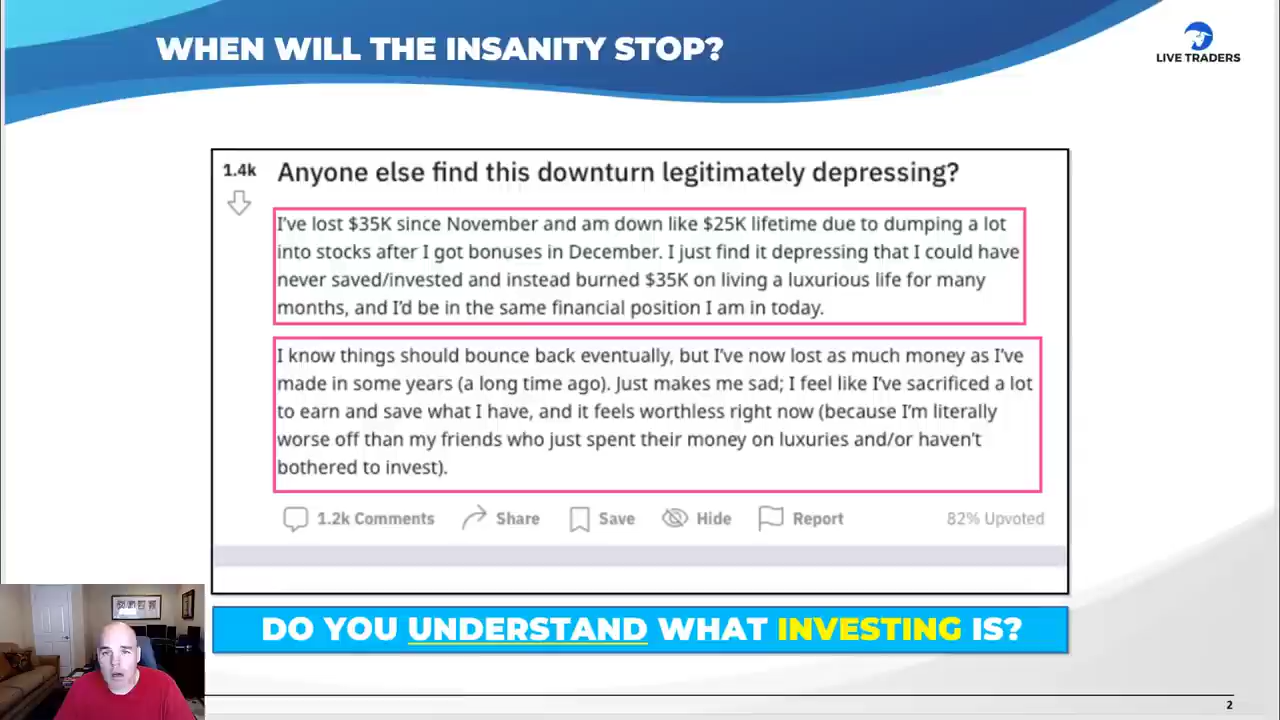 WHEN WILL THE INSANITY STOP?
LIVE TRADERS
1.4k
Anyone else find this downturn legitimately depressing?
I've lost $35K since November and am down like $25K lifetime due to dumping a lot
into stocks after I got bonuses in December. I just find it depressing that I could have
never saved/invested and instead burned $35K on living a luxurious life for many
months, and I'd be in the same financial position I am in today.
I know things should bounce back eventually, but I've now lost as much money as I've
made in some years (a long time ago). Just makes me sad; I feel like I've sacrificed a lot
to earn and save what I have, and it feels worthless right now (because I'm literally
worse off than my friends who just spent their money on luxuries and/or haven't
bothered to invest).
1.2k Comments Share Save Hide Report 82% Upvoted
DO YOU UNDERSTAND WHAT INVESTING IS?
2